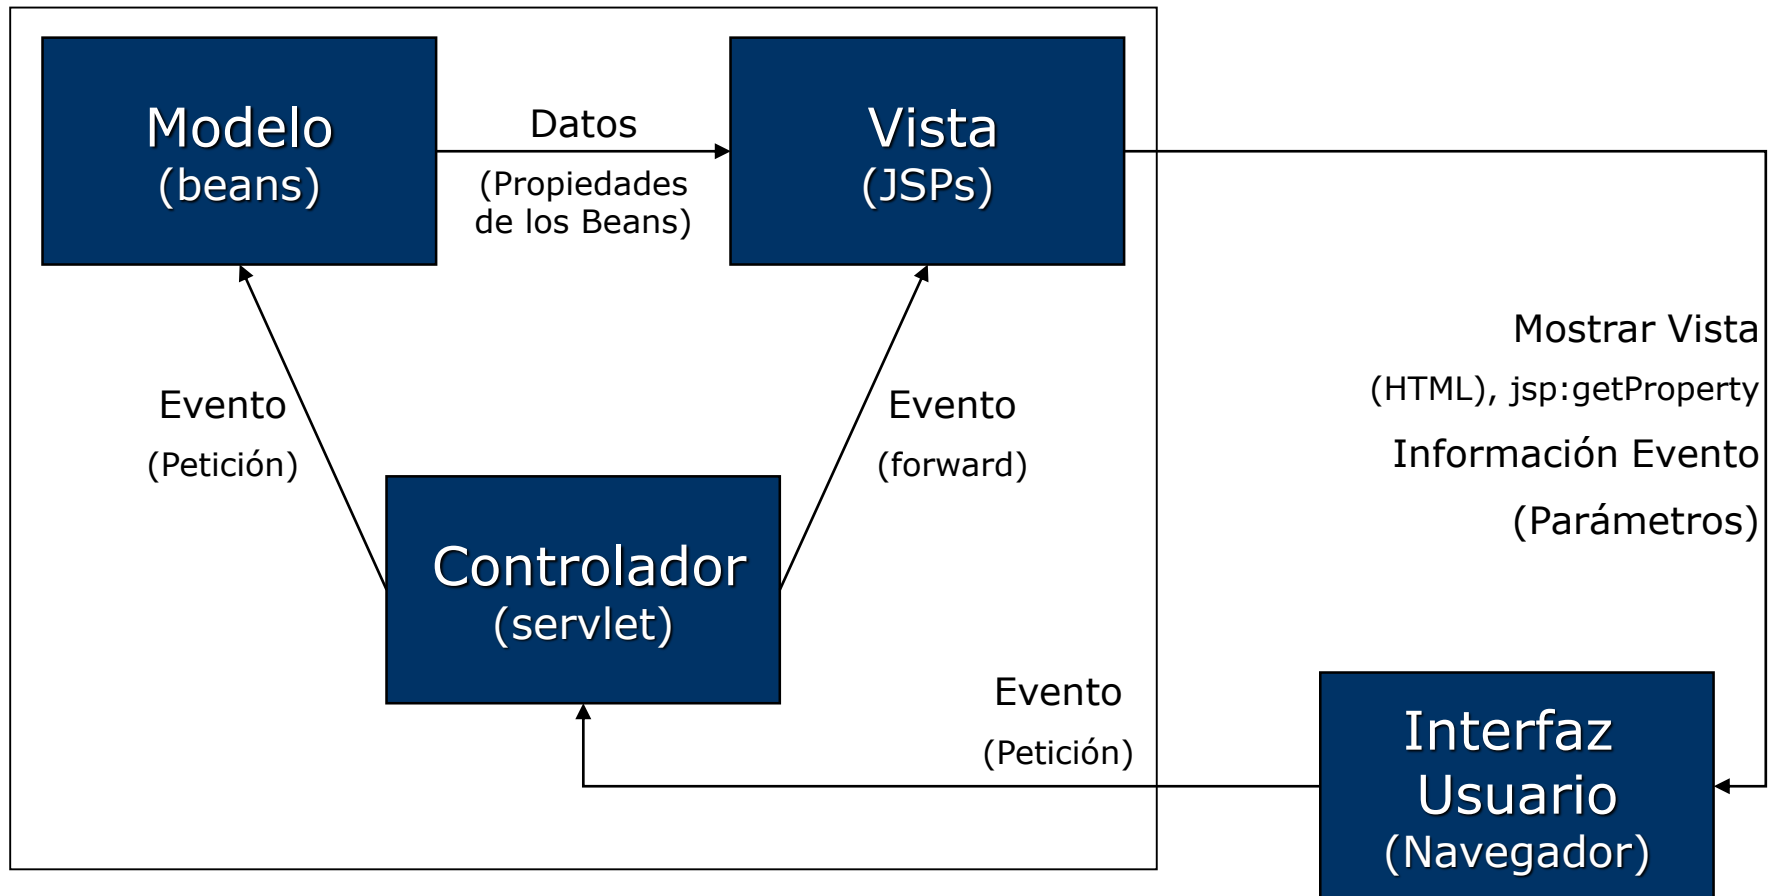 Modelo
(beans)
Datos
(Propiedades
de los Beans)
Vista
(JSPs)
Mostrar Vista
(HTML), jsp:getProperty
Información Evento
(Parámetros)
Evento
(Petición)
Evento
(forward)
Controlador
(servlet)
Evento
(Petición)
Interfaz
Usuario
(Navegador)